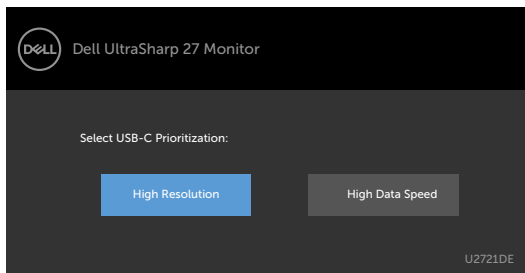 DELL
Dell UltraSharp 27 Monitor
Select USB-C Prioritization:
High Resolution
High Data Speed
U2721DE